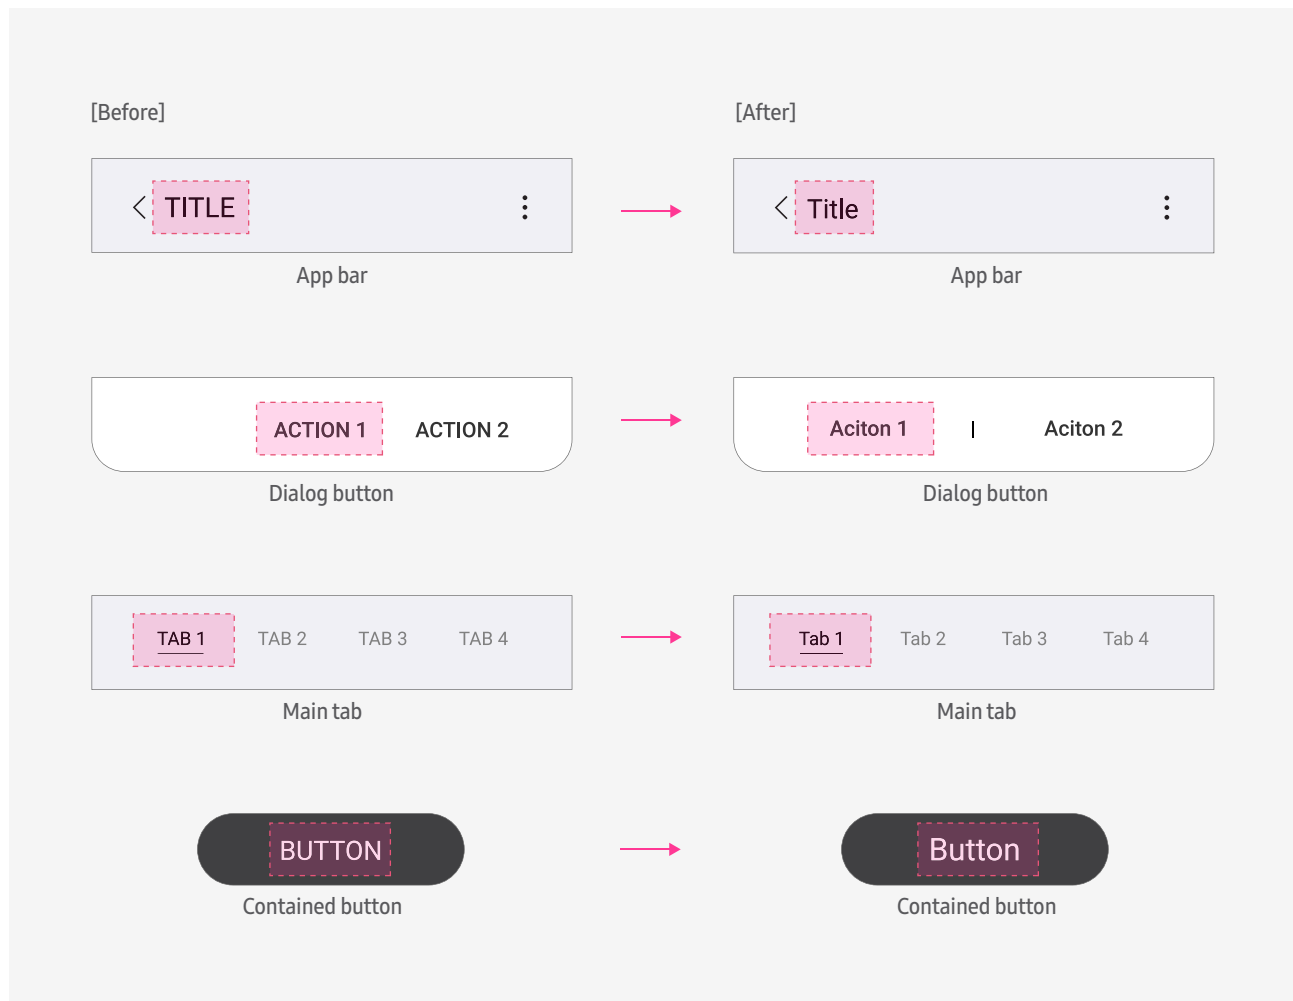 [Before]
[After]
TITLE
Title
App bar
App bar
ACTION 1 ACTION 2
Aciton 1 Aciton 2
Dialog button
Dialog button
TAB 1 TAB 2 TAB 3 TAB 4
Tab 1 Tab 2 Tab 3 Tab 4
Main tab
Main tab
BUTTON
Button
Contained button
Contained button